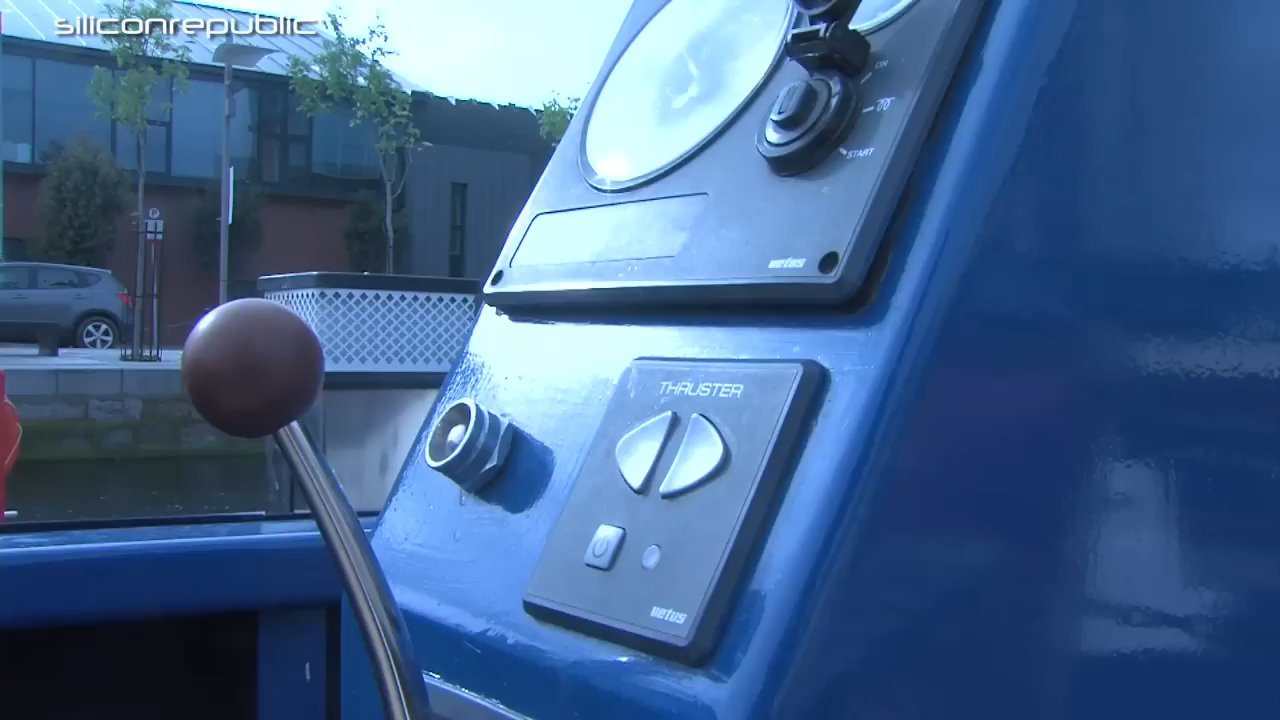 siliconrepublic
ON
START
P
vetus
THRUSTER
vetus